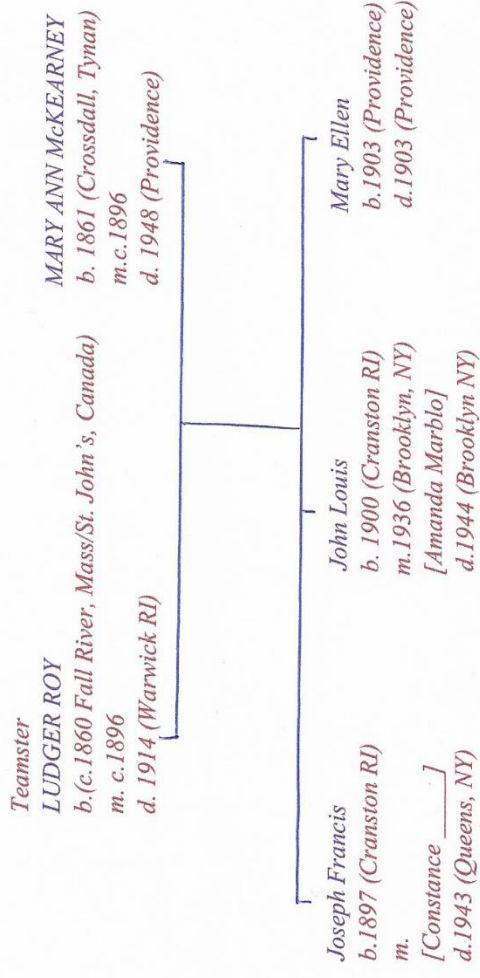 Teamster
LUDGER ROY
b.(c.1860 Fall River, Mass/St. John's, Canada)
m. c.1896
d. 1914 (Warwick RI)
MARY ANN McKEARNEY
b. 1861 (Crossdall, Tynan)
m.c.1896
d. 1948 (Providence)
Joseph Francis
b.1897 (Cranston RI)
m.
[Constance ____]
d.1943 (Queens, NY)
John Louis
b. 1900 (Cranston RI)
m.1936 (Brooklyn, NY)
[Amanda Marblo]
d.1944 (Brooklyn NY)
Mary Ellen
b.1903 (Providence)
d.1903 (Providence)